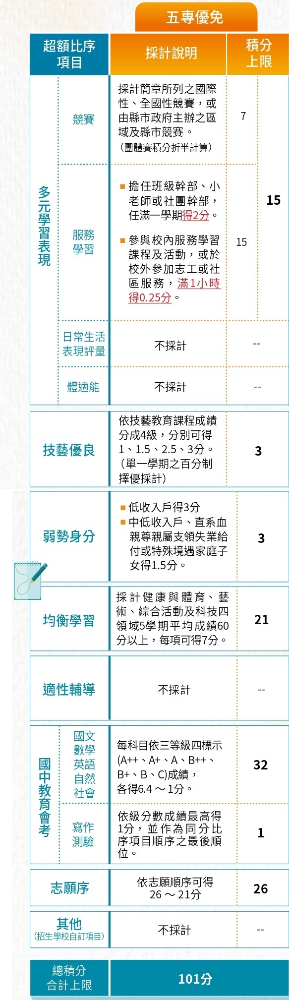 五專優免
超額比序
項目
採計說明
積分
上限
多元學習表現
競賽
採計簡章所列之國際
性、全國性競賽，或
由縣市政府主辦之區
域及縣市競賽。
（團體賽積分折半計算）
7
15
服務
學習
■ 擔任班級幹部、小
老師或社團幹部，
任滿一學期得2分。
■ 參與校內服務學習
課程及活動，或於
校外參加志工或社
區服務，滿1小時
得0.25分。
15
日常生活
表現評量
不採計
--
體適能
不採計
--
技藝優良
依技藝教育課程成績
分成4級，分別可得
1、1.5、2.5、3分。
（單一學期之百分制
擇優採計）
3
弱勢身分
■ 低收入戶得3分
■ 中低收入戶、直系血
親尊親屬支領失業給
付或特殊境遇家庭子
女得1.5分。
3
均衡學習
採計健康與體育、藝
術、綜合活動及科技四
領域5學期平均成績60
分以上，每項可得7分。
21
適性輔導
不採計
--
國中教育會考
國文
數學
英語
自然
社會
每科目依三等級四標示
(A++、A+、A、B++、
B+、B、C)成績，
各得6.4～1分。
32
寫作
測驗
依級分數成績最高得
1分，並作為同分比
序項目順序之最後順
位。
1
志願序
依志願順序可得
26～21分
26
其他
（招生學校自訂項目）
不採計
--
總積分
合計上限
101分